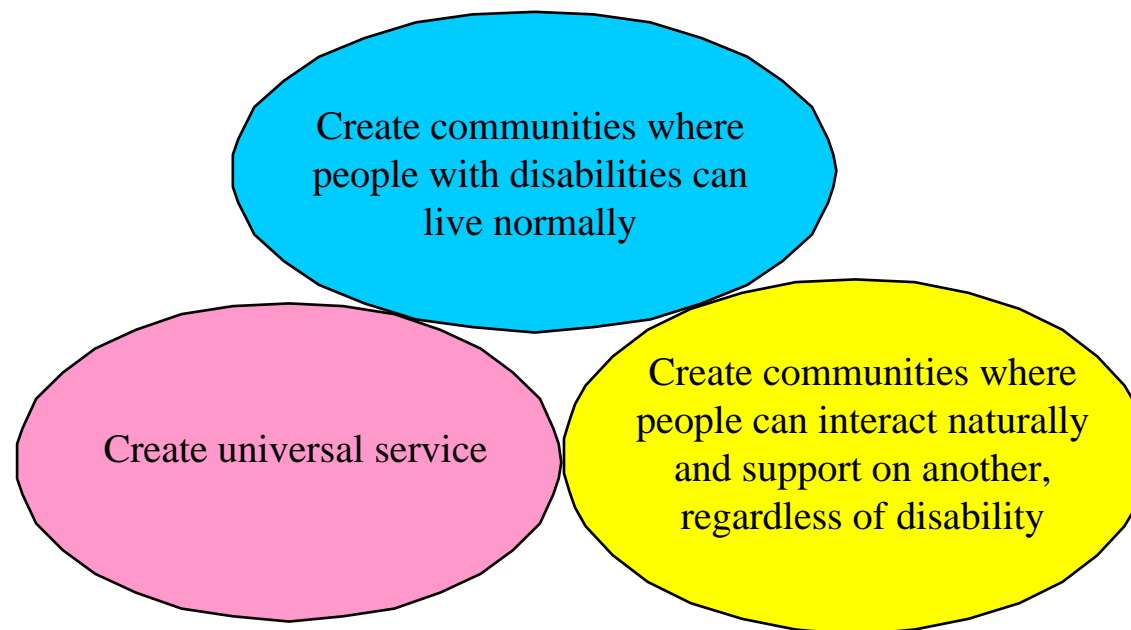 Create communities where
people with disabilities can
live normally
Create universal service
Create communities where
people can interact naturally
and support on another,
regardless of disability